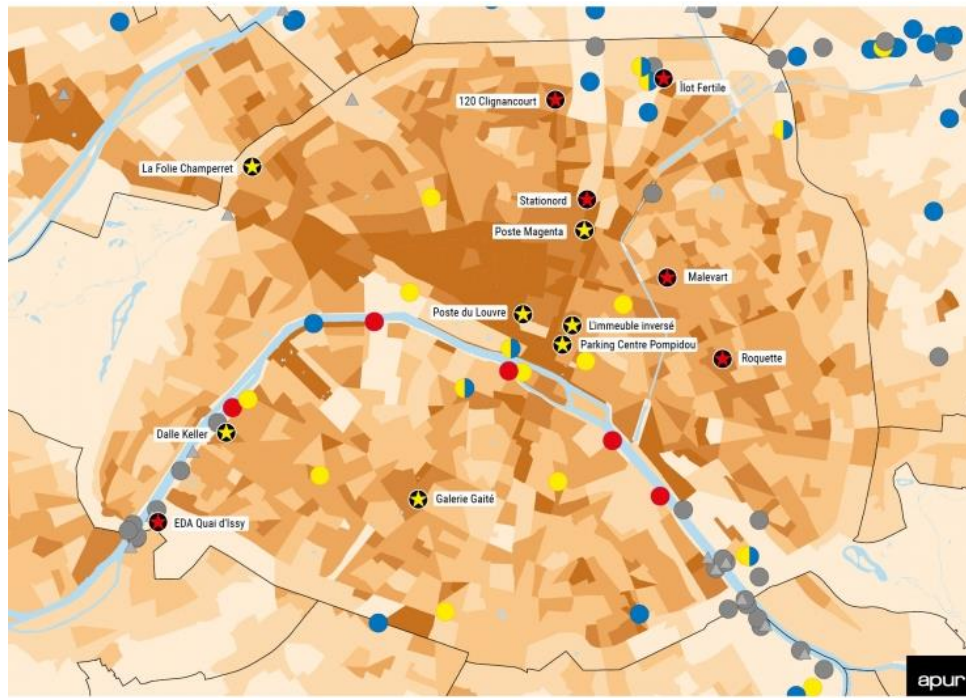 120 Clignancourt
Îlot Fertile
La Folie Champerret
Stationord
Poste Magenta
Malevart
Poste du Louvre
L'immeuble inversé
Parking Centre Pompidou
Roquette
Dalle Keller
Galerie Gaité
EDA Quai d'Issy
apur